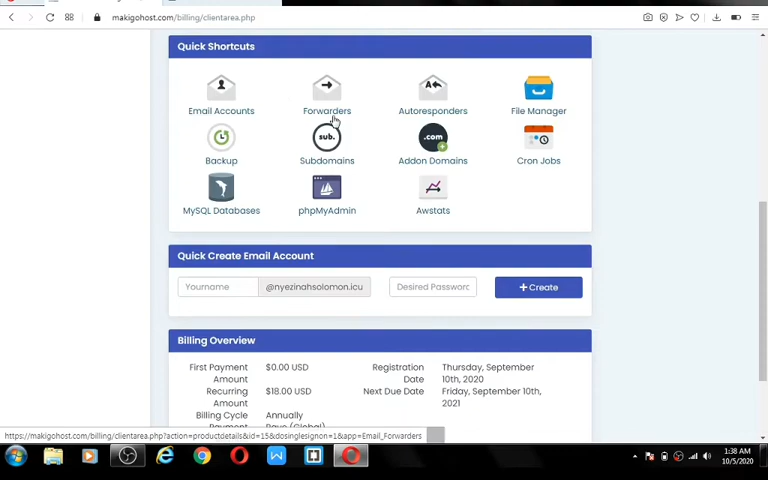 makigohost.com/billing/clientarea.php
Quick Shortcuts
A
Email Accounts
Forwarders
Autoresponders
File Manager
sub.
.com
Backup
Subdomains
Addon Domains
Cron Jobs
MySQL Databases
phpMyAdmin
Awstats
Quick Create Email Account
Yourname
@nyezinahsolomon.icu
Desired Password
+ Create
Billing Overview
First Payment Amount
$0.00 USD
Registration Date
Thursday, September 10th, 2020
Recurring Amount
$18.00 USD
Next Due Date
Friday, September 10th, 2021
Billing Cycle
Annually
Payment
(Global)
https://makigohost.com/billing/clientarea.php?action=productdetails&id=15&dosinglesignon=1&app=Email_Forwarders
1:38 AM
10/5/2020